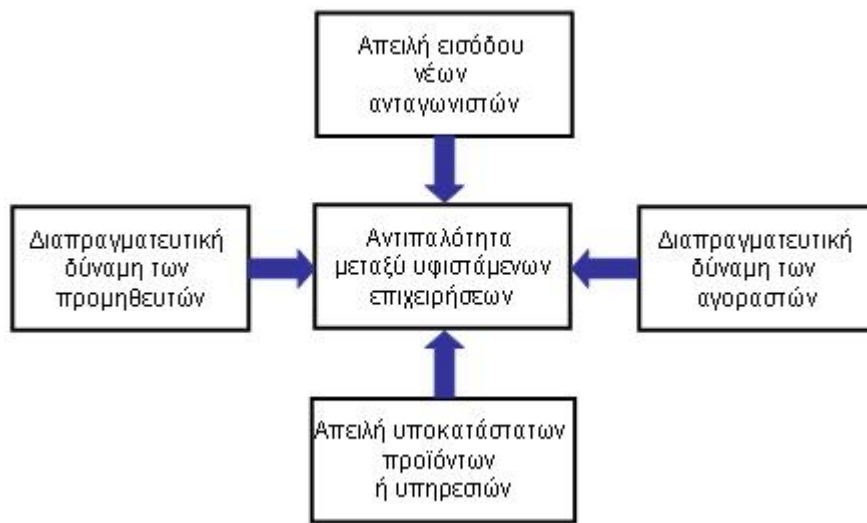 Απειλή εισόδου
νέων
ανταγωνιστών
Διαπραγματευτική
δύναμη των
προμηθευτών
Αντιπαλότητα
μεταξύ υφιστάμενων
επιχειρήσεων
Διαπραγματευτική
δύναμη των
αγοραστών
Απειλή υποκατάστατων
προϊόντων
ή υπηρεσιών